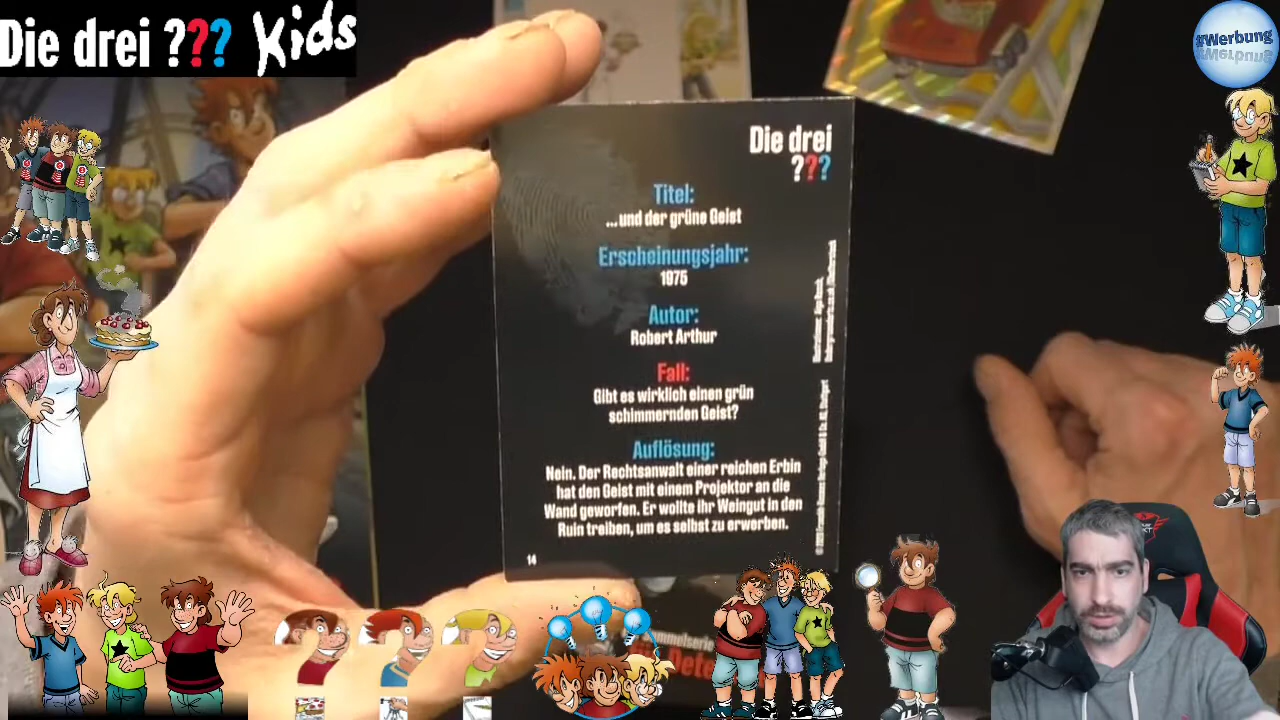 Die drei ??? Kids
#Werbung
Die drei
???
Titel:
...und der grüne Geist
Erscheinungsjahr:
1975
Autor:
Robert Arthur
Fall:
Gibt es wirklich einen grün
schimmernden Geist?
Auflösung:
Nein. Der Rechtsanwalt einer reichen Erbin
hat den Geist mit einem Projektor an die
Wand geworfen. Er wollte ihr Weingut in den
Ruin treiben, um es selbst zu erwerben.
14